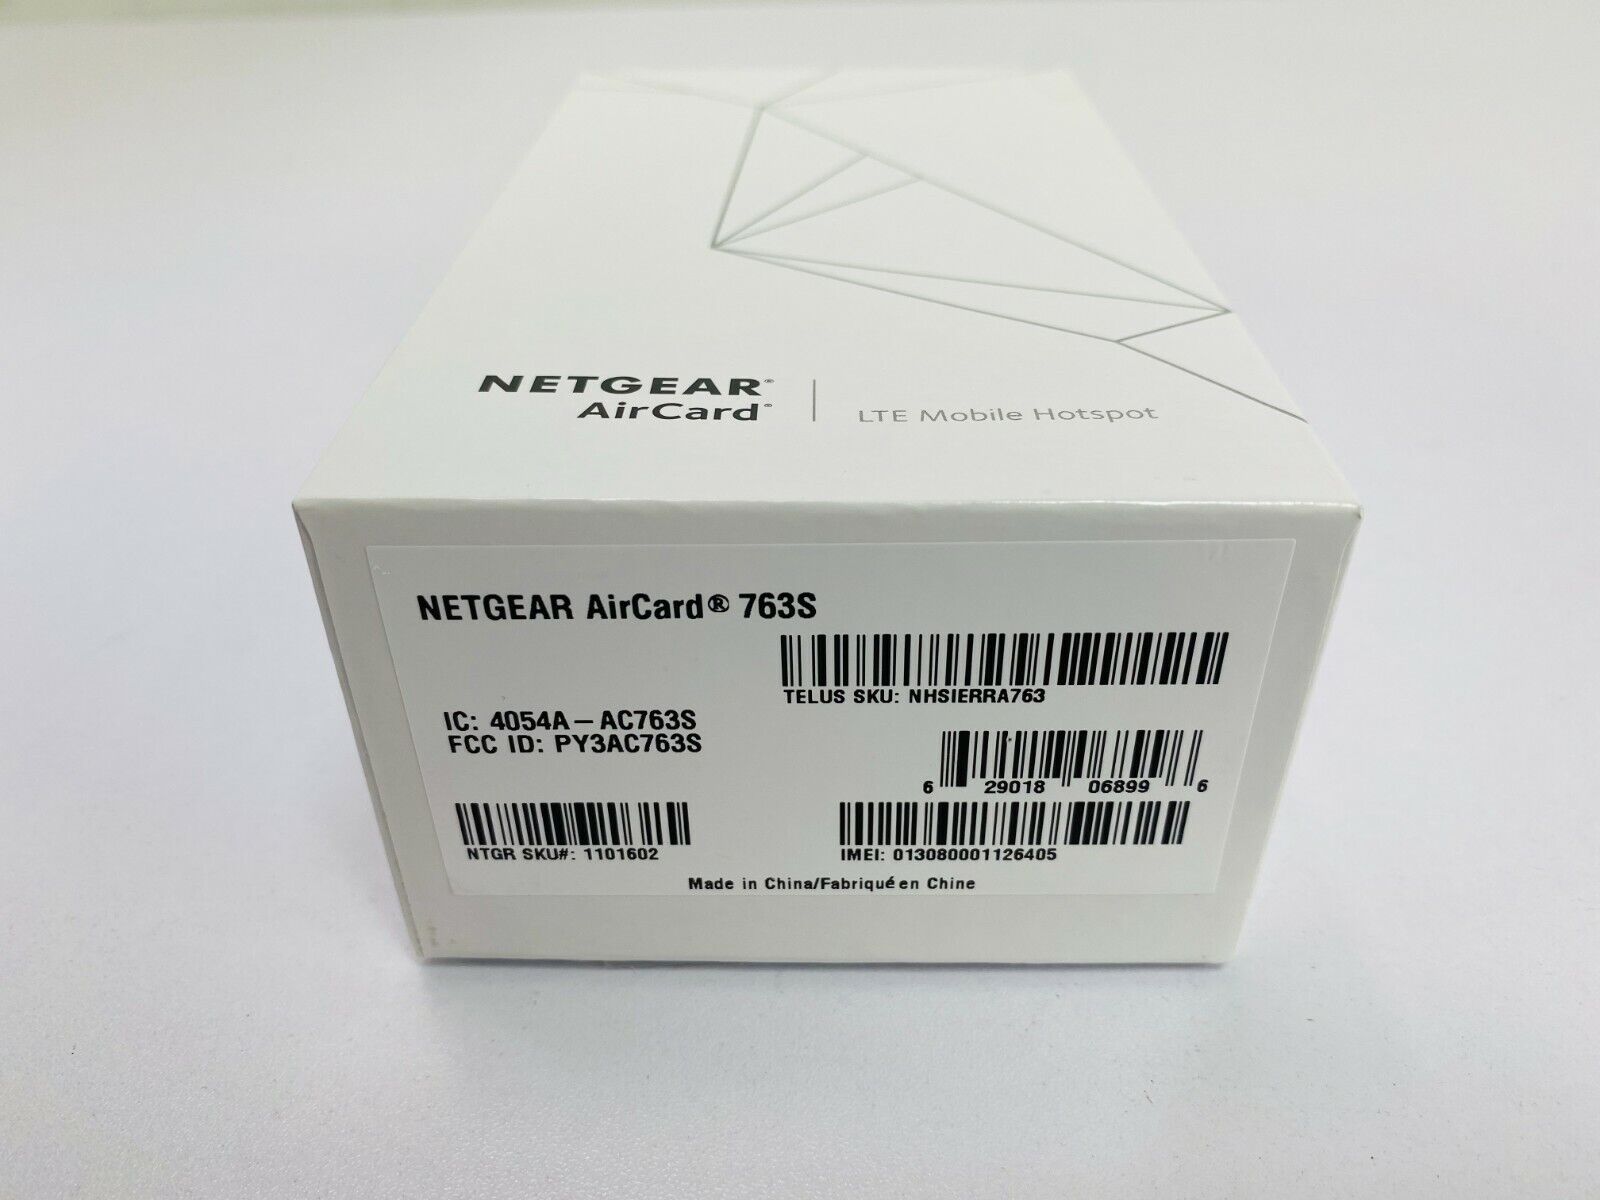 NETGEAR®
AirCard®
LTE Mobile Hotspot
NETGEAR AirCard® 763S
TELUS SKU: NHSIERRA763
IC: 4054A-AC763S
FCC ID: PY3AC763S
6 29018 06899 6
NTGR SKU#: 1101602
IMEI: 013080001126405
Made in China/Fabriqué en Chine